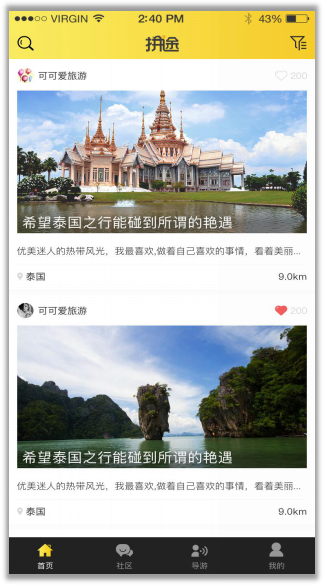 VIRGIN 2:40 PM 43%
拼途
可可爱旅游 200
希望泰国之行能碰到所谓的艳遇
优美迷人的热带风光，我最喜欢,做着自己喜欢的事情，看着美丽...
泰国 9.0km
可可爱旅游 200
希望泰国之行能碰到所谓的艳遇
优美迷人的热带风光，我最喜欢,做着自己喜欢的事情，看着美丽...
泰国 9.0km
首页 社区 导游 我的